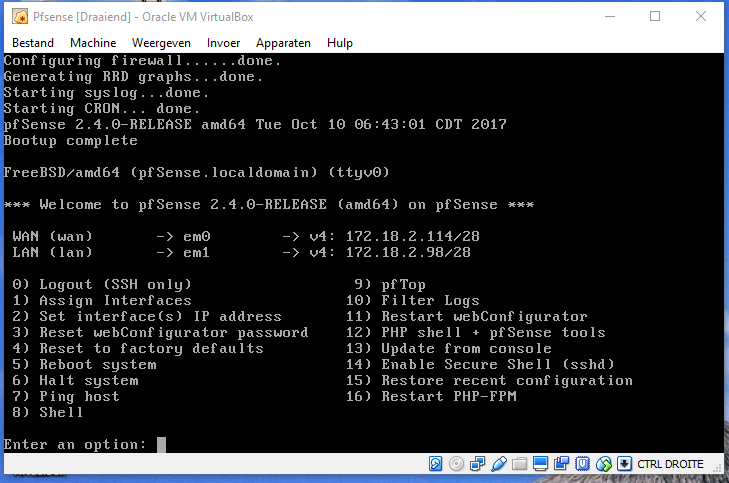 Pfsense [Draaiend] - Oracle VM VirtualBox
Bestand Machine Weergeven Invoer Apparaten Hulp
Configuring firewall......done.
Generating RRD graphs...done.
Starting syslog...done.
Starting CRON... done.
pfSense 2.4.0-RELEASE amd64 Tue Oct 10 06:43:01 CDT 2017
Bootup complete
FreeBSD/amd64 (pfSense.localdomain) (ttyv0)
*** Welcome to pfSense 2.4.0-RELEASE (amd64) on pfSense ***
WAN (wan) -> em0 -> v4: 172.18.2.114/28
LAN (lan) -> em1 -> v4: 172.18.2.98/28
0) Logout (SSH only) 9) pfTop
1) Assign Interfaces 10) Filter Logs
2) Set interface(s) IP address 11) Restart webConfigurator
3) Reset webConfigurator password 12) PHP shell + pfSense tools
4) Reset to factory defaults 13) Update from console
5) Reboot system 14) Enable Secure Shell (sshd)
6) Halt system 15) Restore recent configuration
7) Ping host 16) Restart PHP-FPM
8) Shell
Enter an option:
CTRL DROITE